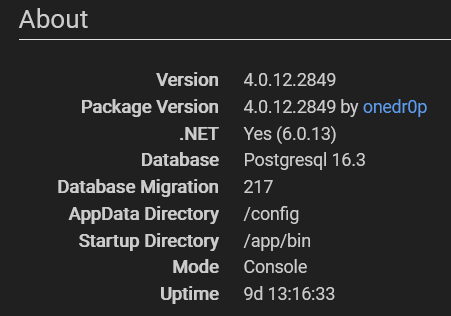 About
Version 4.0.12.2849
Package Version 4.0.12.2849 by onedr0p
.NET Yes (6.0.13)
Database Postgresql 16.3
Database Migration 217
AppData Directory /config
Startup Directory /app/bin
Mode Console
Uptime 9d 13:16:33